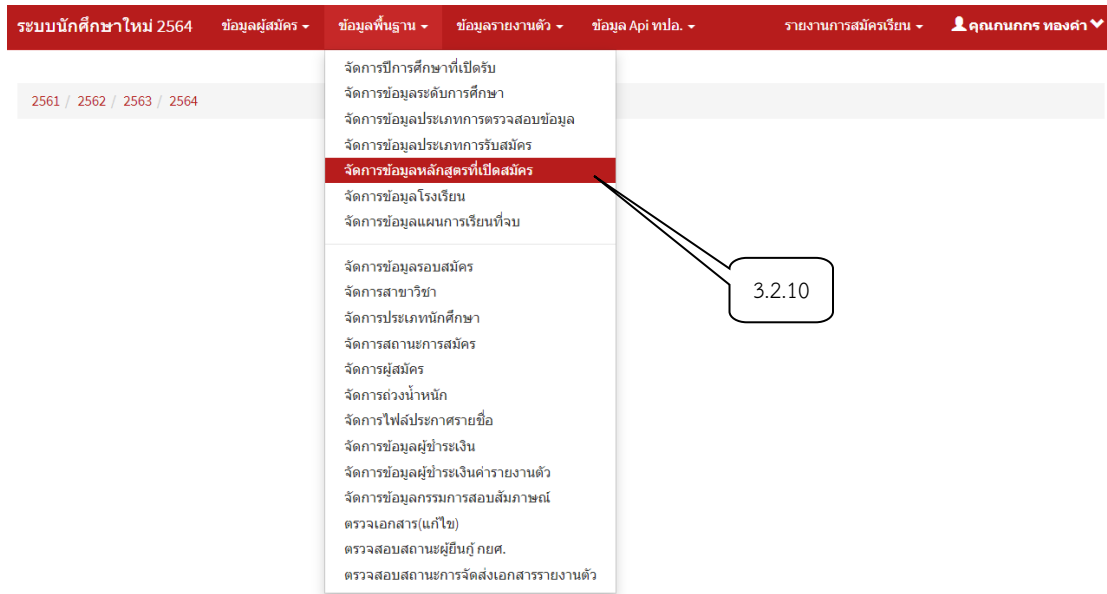 ระบบนักศึกษาใหม่ 2564 ข้อมูลผู้สมัคร ข้อมูลพื้นฐาน ข้อมูลรายงานตัว ข้อมูล Api ทปอ. รายงานการสมัครเรียน คุณกนกกร ทองคำ
จัดการปีการศึกษาที่เปิดรับ
จัดการข้อมูลระดับการศึกษา
2561 / 2562 / 2563 / 2564
จัดการข้อมูลประเภทการตรวจสอบข้อมูล
จัดการข้อมูลประเภทการรับสมัคร
จัดการข้อมูลหลักสูตรที่เปิดสมัคร
จัดการข้อมูลโรงเรียน
จัดการข้อมูลแผนการเรียนที่จบ
จัดการข้อมูลรอบสมัคร
จัดการสาขาวิชา
3.2.10
จัดการประเภทนักศึกษา
จัดการสถานะการสมัคร
จัดการผู้สมัคร
จัดการถ่วงน้ำหนัก
จัดการไฟล์ประกาศรายชื่อ
จัดการข้อมูลผู้ชำระเงิน
จัดการข้อมูลผู้ชำระเงินค่ารายงานตัว
จัดการข้อมูลกรรมการสอบสัมภาษณ์
ตรวจเอกสาร(แก้ไข)
ตรวจสอบสถานะผู้ยืนกู้ กยศ.
ตรวจสอบสถานะการจัดส่งเอกสารรายงานตัว